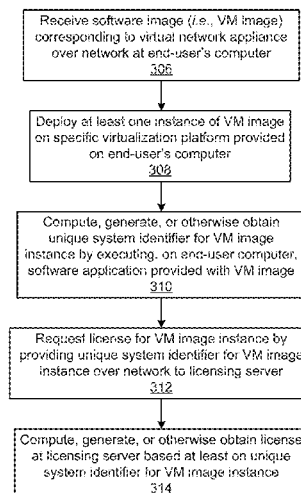 Receive software image (i.e., VM image)
corresponding to virtual network appliance
over network at end-user's computer
306
Deploy at least one instance of VM image
on specific virtualization platform provided
on end-user's computer
308
Compute, generate, or otherwise obtain
unique system identifier for VM image
instance by executing, on end-user computer,
software application provided with VM image
310
Request license for VM image instance by
providing unique system identifier for VM image
instance over network to licensing server
312
Compute, generate, or otherwise obtain license
at licensing server based at least on unique
system identifier for VM image instance
314